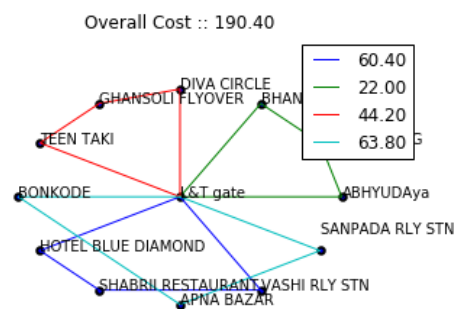 Overall Cost :: 190.40
60.40
22.00
44.20
63.80
DIVA CIRCLE
GHANSOLI FLYOVER
BHAN
G
TEEN TAKI
BONKODE
L&T gate
ABHYUDAya
SANPADA RLY STN
HOTEL BLUE DIAMOND
SHABRII RESTAURANT
VASHI RLY STN
APNA BAZAR